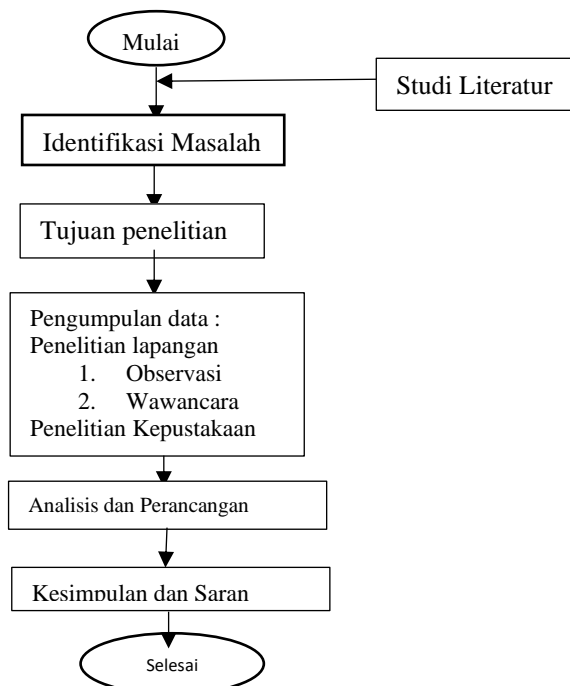 Mulai
Studi Literatur
Identifikasi Masalah
Tujuan penelitian
Pengumpulan data :
Penelitian lapangan
1. Observasi
2. Wawancara
Penelitian Kepustakaan
Analisis dan Perancangan
Kesimpulan dan Saran
Selesai